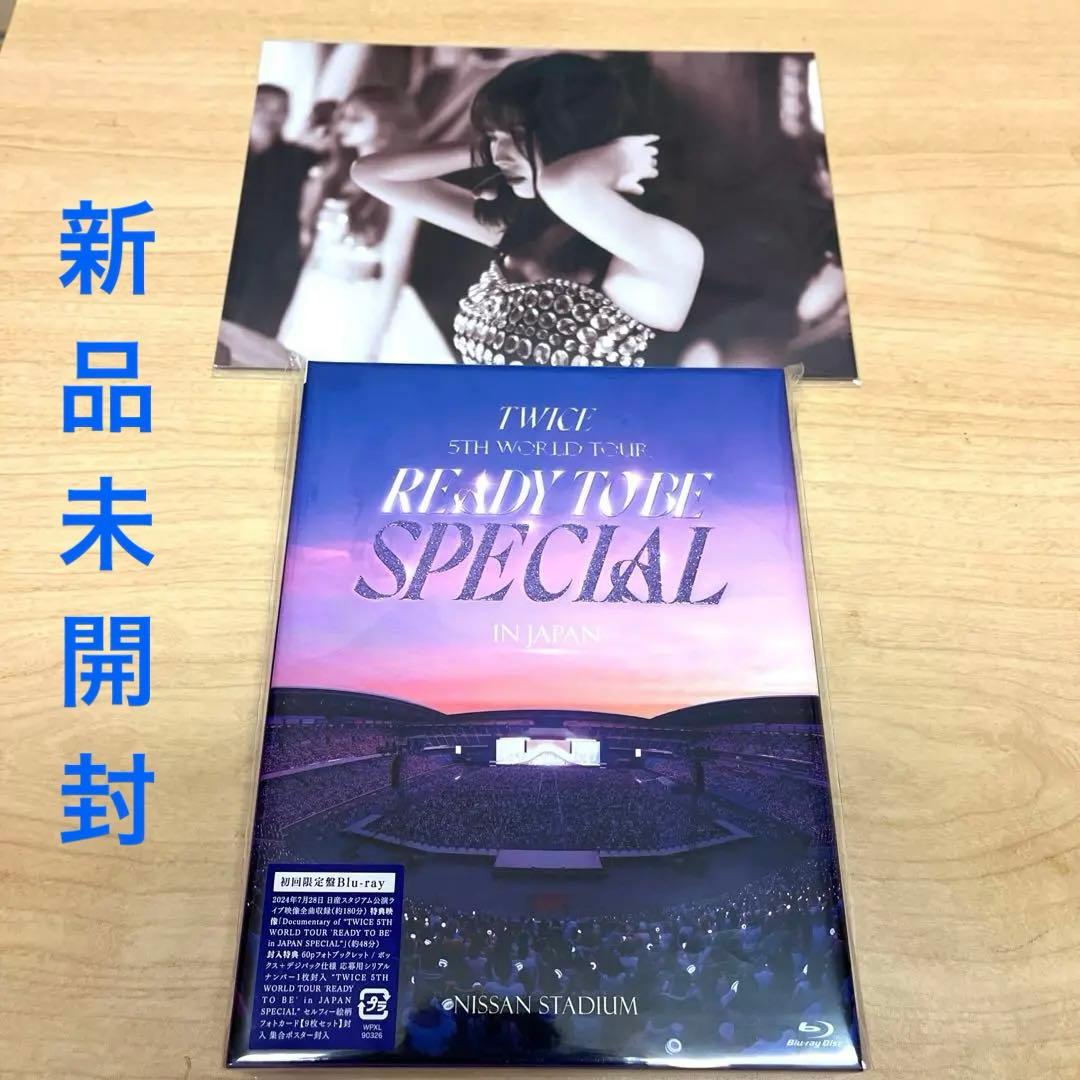 新品未開封
TWICE
5TH WORLD TOUR
READY TO BE
SPECIAL
IN JAPAN
初回限定盤Blu-ray
2024年7月28日 日産スタジアム公演ラ
イブ映像全曲収録(約180分) 特典映
像「Documentary of "TWICE 5TH
WORLD TOUR 'READY TO BE'
in JAPAN SPECIAL"」(約48分)
封入特典 60pフォトブックレット / ボッ
クス+デジパック仕様 応募用シリアル
ナンバー1枚封入 "TWICE 5TH
WORLD TOUR 'READY
TO BE' in JAPAN
SPECIAL" セルフィー絵柄
フォトカード【9枚セット】封
入 集合ポスター封入
プラ
WPXL
90326
NISSAN STADIUM
Blu-ray Disc